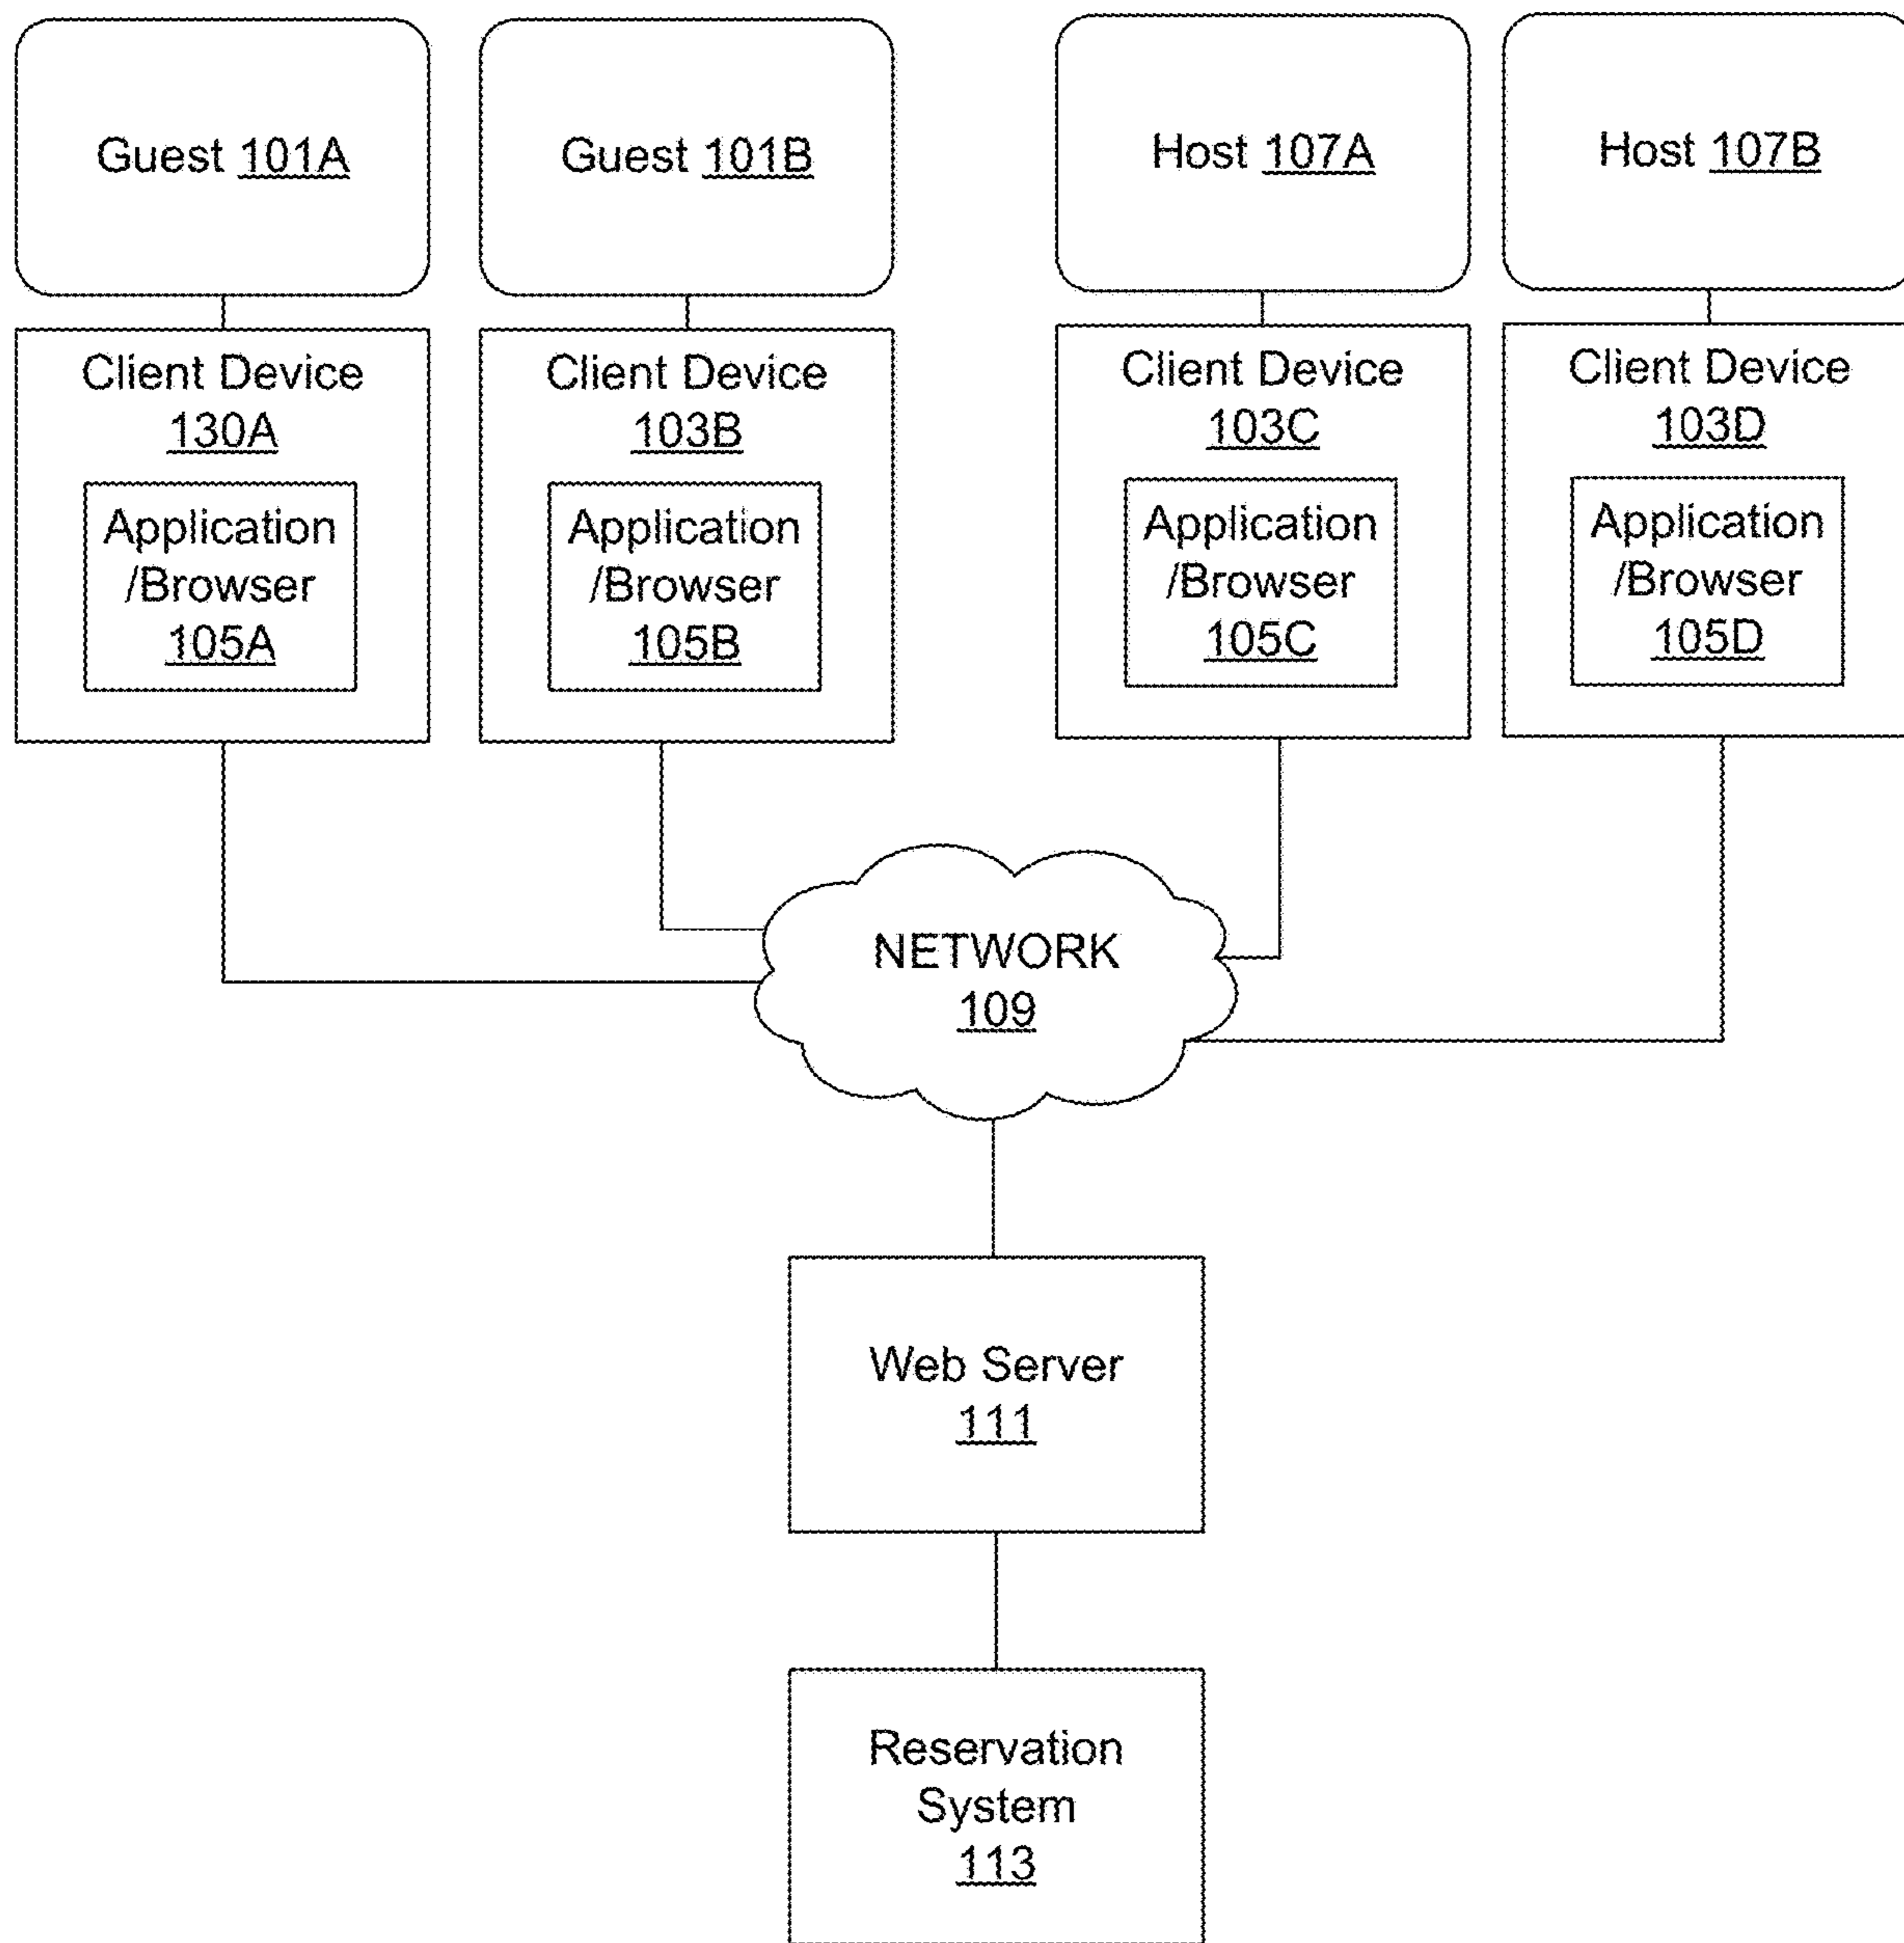 Guest 101A
Guest 101B
Host 107A
Host 107B
Client Device
130A
Application
/Browser
105A
Client Device
103B
Application
/Browser
105B
Client Device
103C
Application
/Browser
105C
Client Device
103D
Application
/Browser
105D
NETWORK
109
Web Server
111
Reservation
System
113